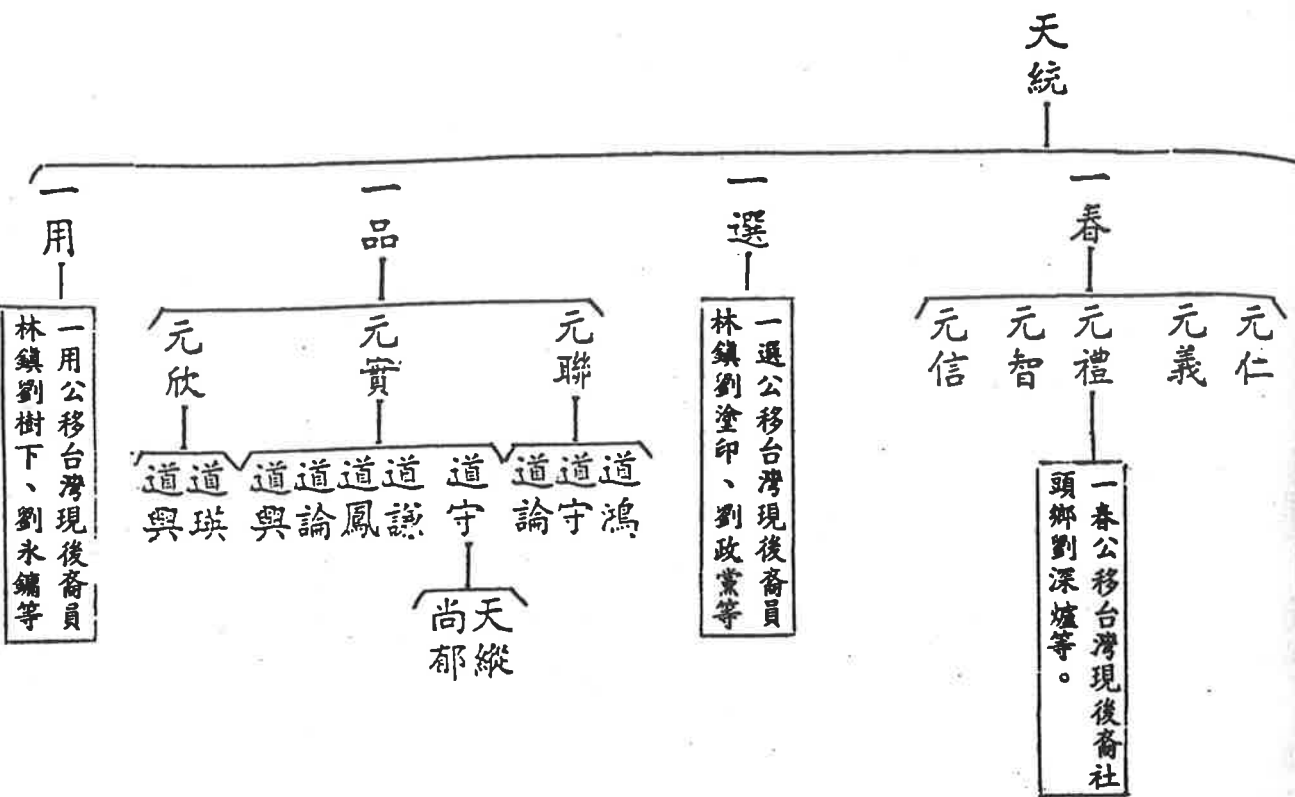 天統
一春
一選
一品
一用
元仁
元義
元禮
元智
元信
一春公移台灣現後裔社
頭鄉劉深爐等。
一選公移台灣現後裔員
林鎮劉塗印、劉政黨等
元聯
元實
元欣
道鴻
道守
道論
道守
道謙
道鳳
道論
道興
道瑛
道興
天縱
尚郁
一用公移台灣現後裔員
林鎮劉樹下、劉永鏞等